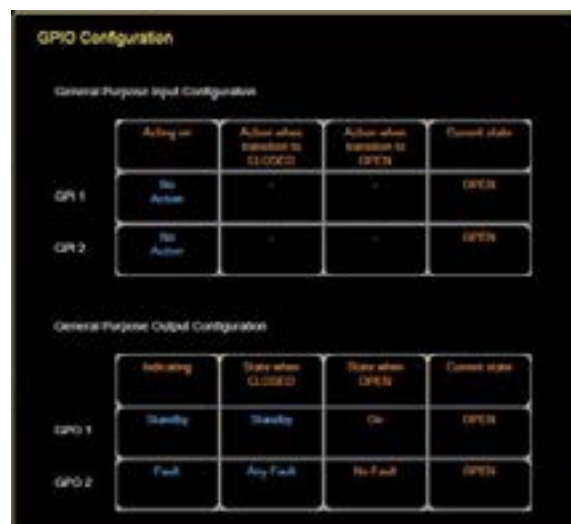 GPIO Configuration
General Purpose Input Configuration
Acting on
Action when transition to CLOSED
Action when transition to OPEN
Current state
GPI 1
No Action
-
-
OPEN
GPI 2
No Action
-
-
OPEN
General Purpose Output Configuration
Indicating
State when CLOSED
State when OPEN
Current state
GPO 1
Standby
Standby
On
OPEN
GPO 2
Fault
Any Fault
No Fault
OPEN